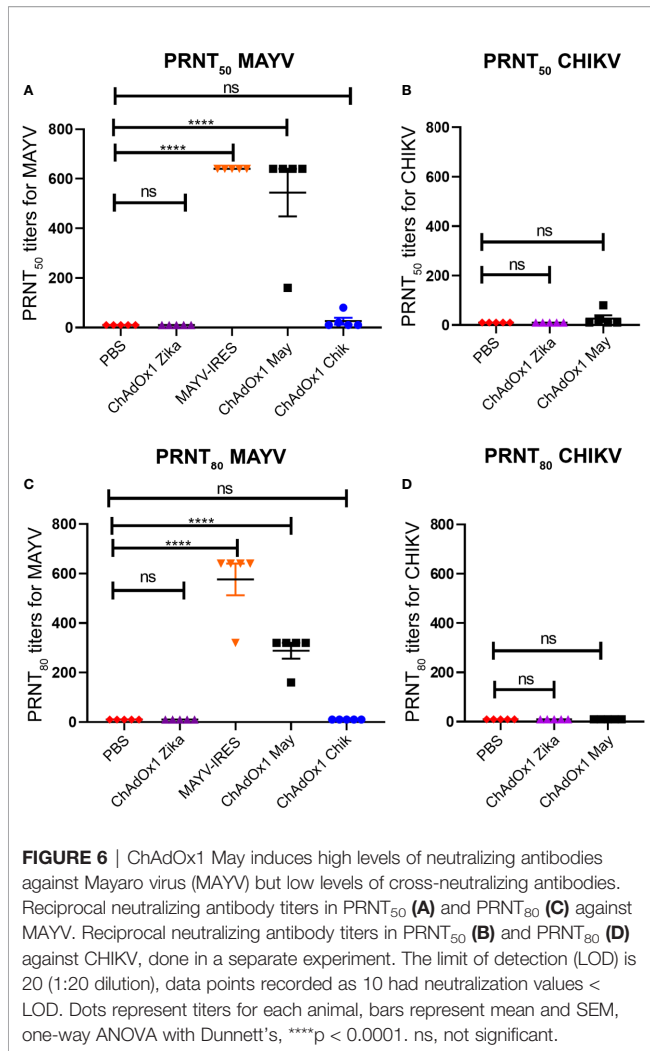 PRNT₅₀ MAYV
PRNT₅₀ CHIKV
A
B
ns
****
****
ns
PRNT₅₀ titers for MAYV
800
600
400
200
0
PBS
ChAdOx1 Zika
MAYV-IRES
ChAdOx1 May
ChAdOx1 Chik
ns
ns
PRNT₅₀ titers for CHIKV
800
600
400
200
0
PBS
ChAdOx1 Zika
ChAdOx1 May
PRNT₈₀ MAYV
PRNT₈₀ CHIKV
C
D
ns
****
****
ns
PRNT₈₀ titers for MAYV
800
600
400
200
0
PBS
ChAdOx1 Zika
MAYV-IRES
ChAdOx1 May
ChAdOx1 Chik
ns
ns
PRNT₈₀ titers for CHIKV
800
600
400
200
0
PBS
ChAdOx1 Zika
ChAdOx1 May
FIGURE 6 | ChAdOx1 May induces high levels of neutralizing antibodies
against Mayaro virus (MAYV) but low levels of cross-neutralizing antibodies.
Reciprocal neutralizing antibody titers in PRNT₅₀ (A) and PRNT₈₀ (C) against
MAYV. Reciprocal neutralizing antibody titers in PRNT₅₀ (B) and PRNT₈₀ (D)
against CHIKV, done in a separate experiment. The limit of detection (LOD) is
20 (1:20 dilution), data points recorded as 10 had neutralization values <
LOD. Dots represent titers for each animal, bars represent mean and SEM,
one-way ANOVA with Dunnett's, ****p < 0.0001. ns, not significant.